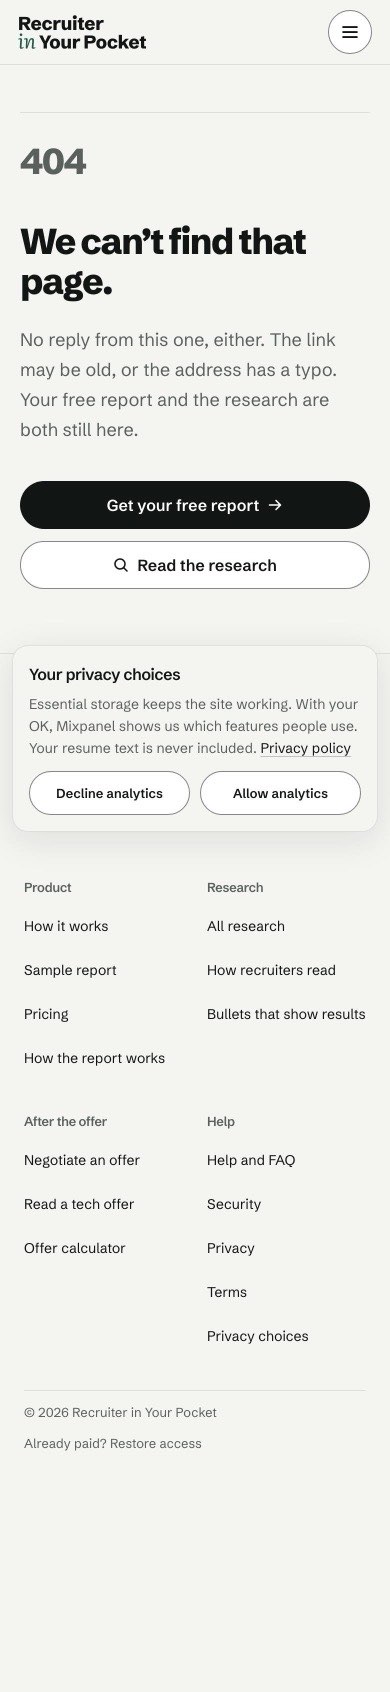 Recruiter
in Your Pocket
404
We can’t find that
page.
No reply from this one, either. The link
may be old, or the address has a typo.
Your free report and the research are
both still here.
Get your free report →
Read the research
Your privacy choices
Essential storage keeps the site working. With your
OK, Mixpanel shows us which features people use.
Your resume text is never included. Privacy policy
Decline analytics
Allow analytics
Product
How it works
Sample report
Pricing
How the report works
Research
All research
How recruiters read
Bullets that show results
After the offer
Negotiate an offer
Read a tech offer
Offer calculator
Help
Help and FAQ
Security
Privacy
Terms
Privacy choices
© 2026 Recruiter in Your Pocket
Already paid? Restore access